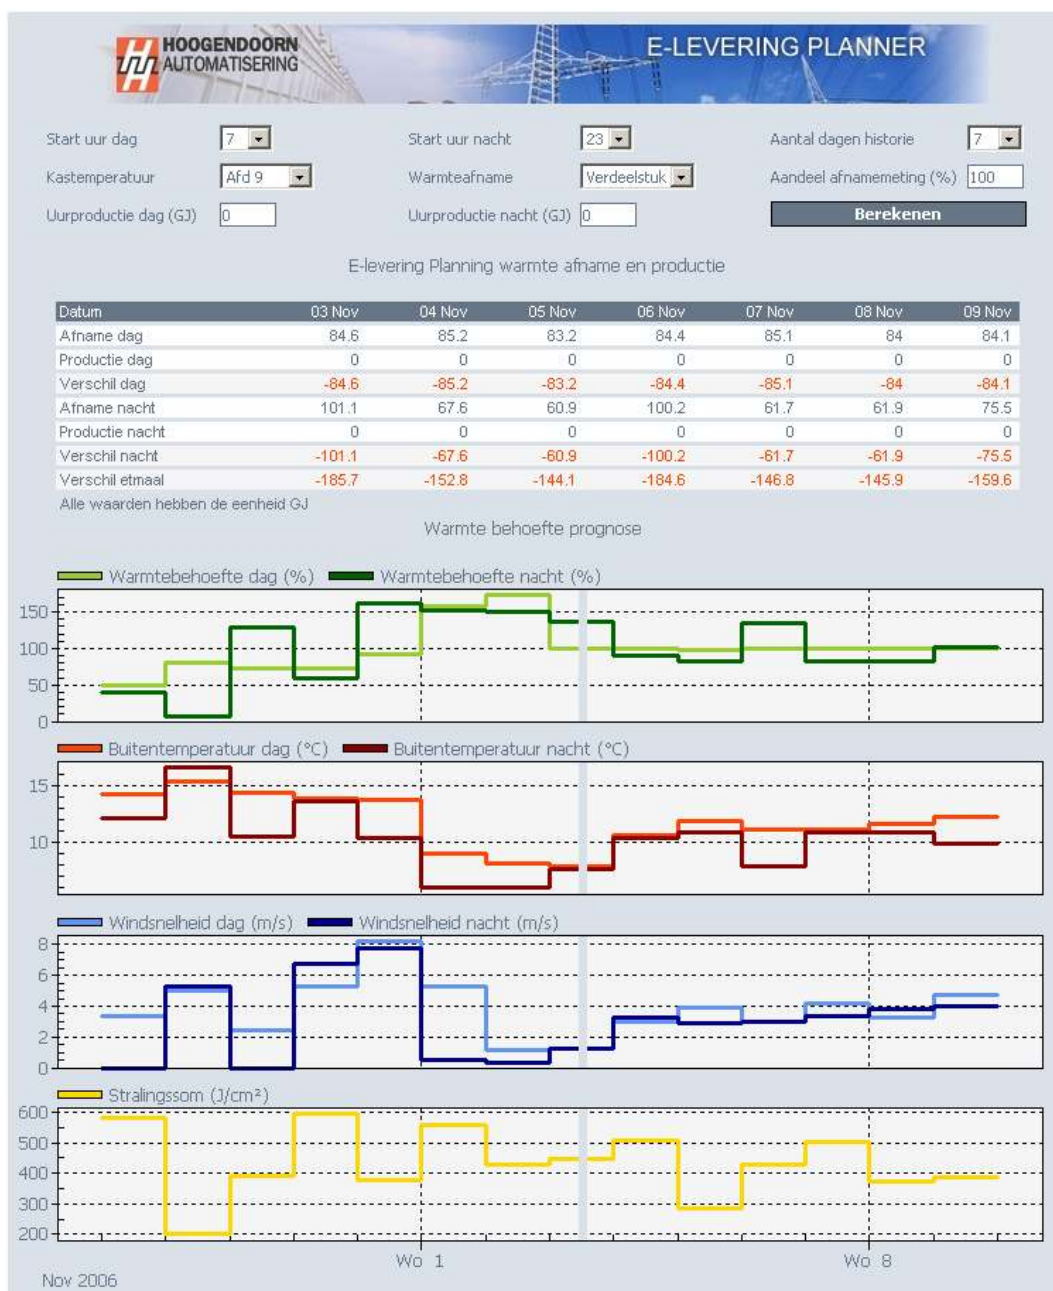 HOOGENDOORN
AUTOMATISERING
E-LEVERING PLANNER
Start uur dag 7 Start uur nacht 23 Aantal dagen historie 7
Kastemperatuur Afd 9 Warmteafname Verdeelstuk Aandeel afnamemeting (%) 100
Uurproductie dag (GJ) 0 Uurproductie nacht (GJ) 0 Berekenen
E-levering Planning warmte afname en productie
Datum 03 Nov 04 Nov 05 Nov 06 Nov 07 Nov 08 Nov 09 Nov
Afname dag 84.6 85.2 83.2 84.4 85.1 84 84.1
Productie dag 0 0 0 0 0 0 0
Verschil dag -84.6 -85.2 -83.2 -84.4 -85.1 -84 -84.1
Afname nacht 101.1 67.6 60.9 100.2 61.7 61.9 75.5
Productie nacht 0 0 0 0 0 0 0
Verschil nacht -101.1 -67.6 -60.9 -100.2 -61.7 -61.9 -75.5
Verschil etmaal -185.7 -152.8 -144.1 -184.6 -146.8 -145.9 -159.6
Alle waarden hebben de eenheid GJ
Warmte behoefte prognose
Warmtebehoefte dag (%) Warmtebehoefte nacht (%)
150
100
50
0
Buitentemperatuur dag (°C) Buitentemperatuur nacht (°C)
15
10
Windsnelheid dag (m/s) Windsnelheid nacht (m/s)
8
6
4
2
0
Stralingssom (J/cm²)
600
500
400
300
200
Wo 1 Wo 8
Nov 2006